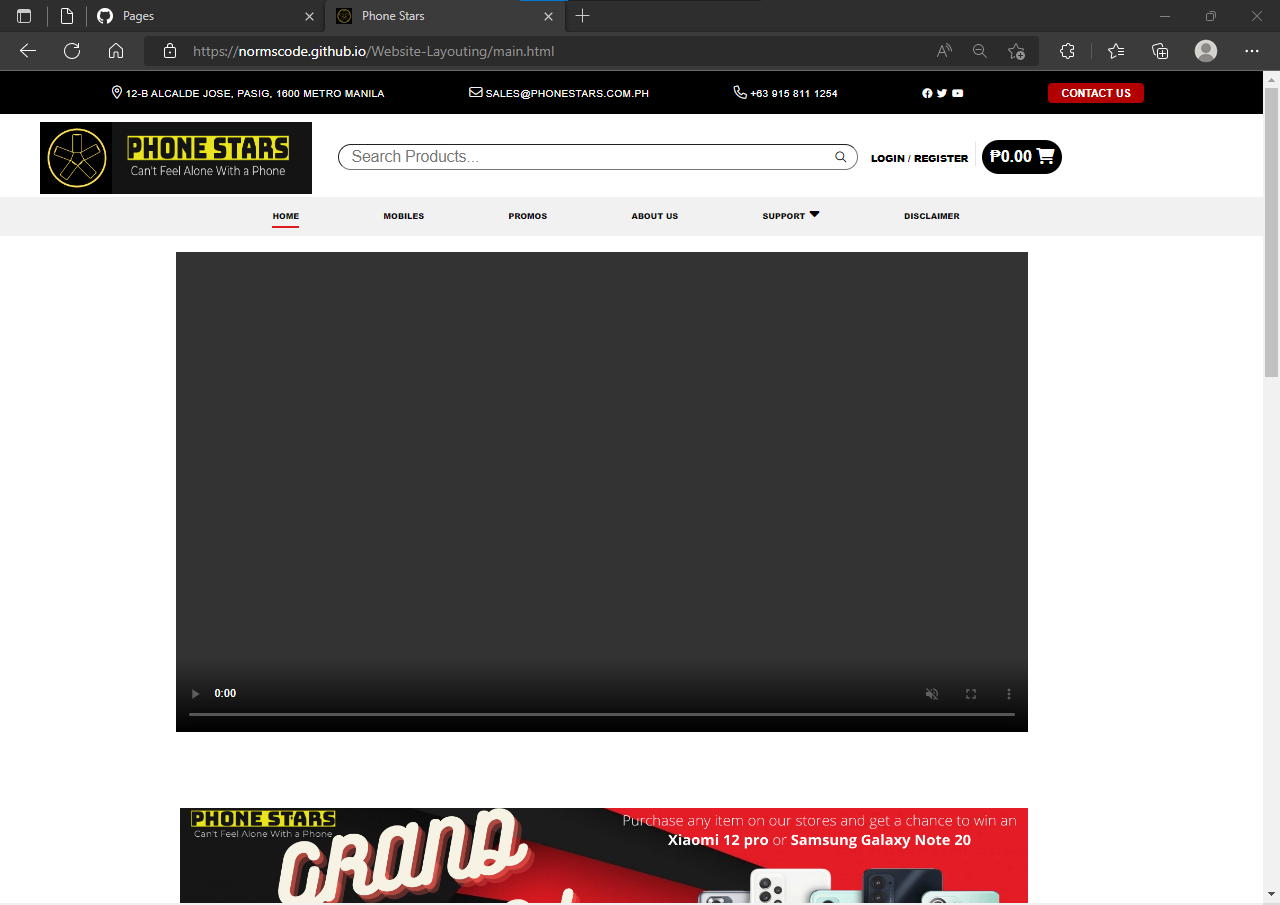 Pages
Phone Stars
https://normscode.github.io/Website-Layouting/main.html
12-B ALCALDE JOSE, PASIG, 1600 METRO MANILA
SALES@PHONESTARS.COM.PH
+63 915 811 1254
CONTACT US
PHONE STARS
Can't Feel Alone With a Phone
Search Products...
LOGIN / REGISTER
₱0.00
HOME
MOBILES
PROMOS
ABOUT US
SUPPORT
DISCLAIMER
0:00
PHONE STARS
Can't Feel Alone With a Phone
GRAND
Purchase any item on our stores and get a chance to win an
Xiaomi 12 pro or Samsung Galaxy Note 20